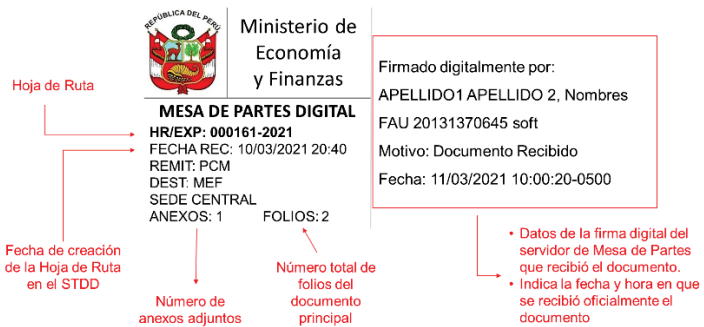 REPÚBLICA DEL PERÚ
Ministerio de
Economía
y Finanzas
MESA DE PARTES DIGITAL
HR/EXP: 000161-2021
FECHA REC: 10/03/2021 20:40
REMIT: PCM
DEST: MEF
SEDE CENTRAL
ANEXOS: 1 FOLIOS: 2
Firmado digitalmente por:
APELLIDO1 APELLIDO 2, Nombres
FAU 20131370645 soft
Motivo: Documento Recibido
Fecha: 11/03/2021 10:00:20-0500
Hoja de Ruta
Fecha de creación
de la Hoja de Ruta
en el STDD
Número de
anexos adjuntos
Número total de
folios del
documento
principal
• Datos de la firma digital del
servidor de Mesa de Partes
que recibió el documento.
• Indica la fecha y hora en que
se recibió oficialmente el
documento